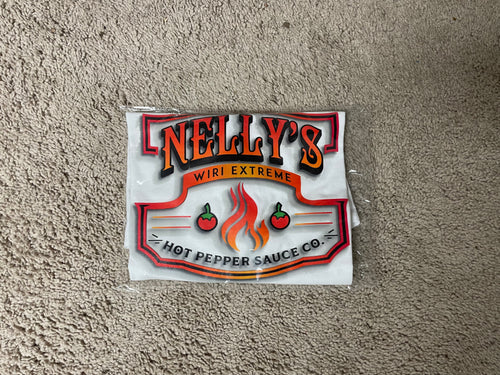 NELLY'S
WIRI EXTREME
HOT PEPPER SAUCE CO.